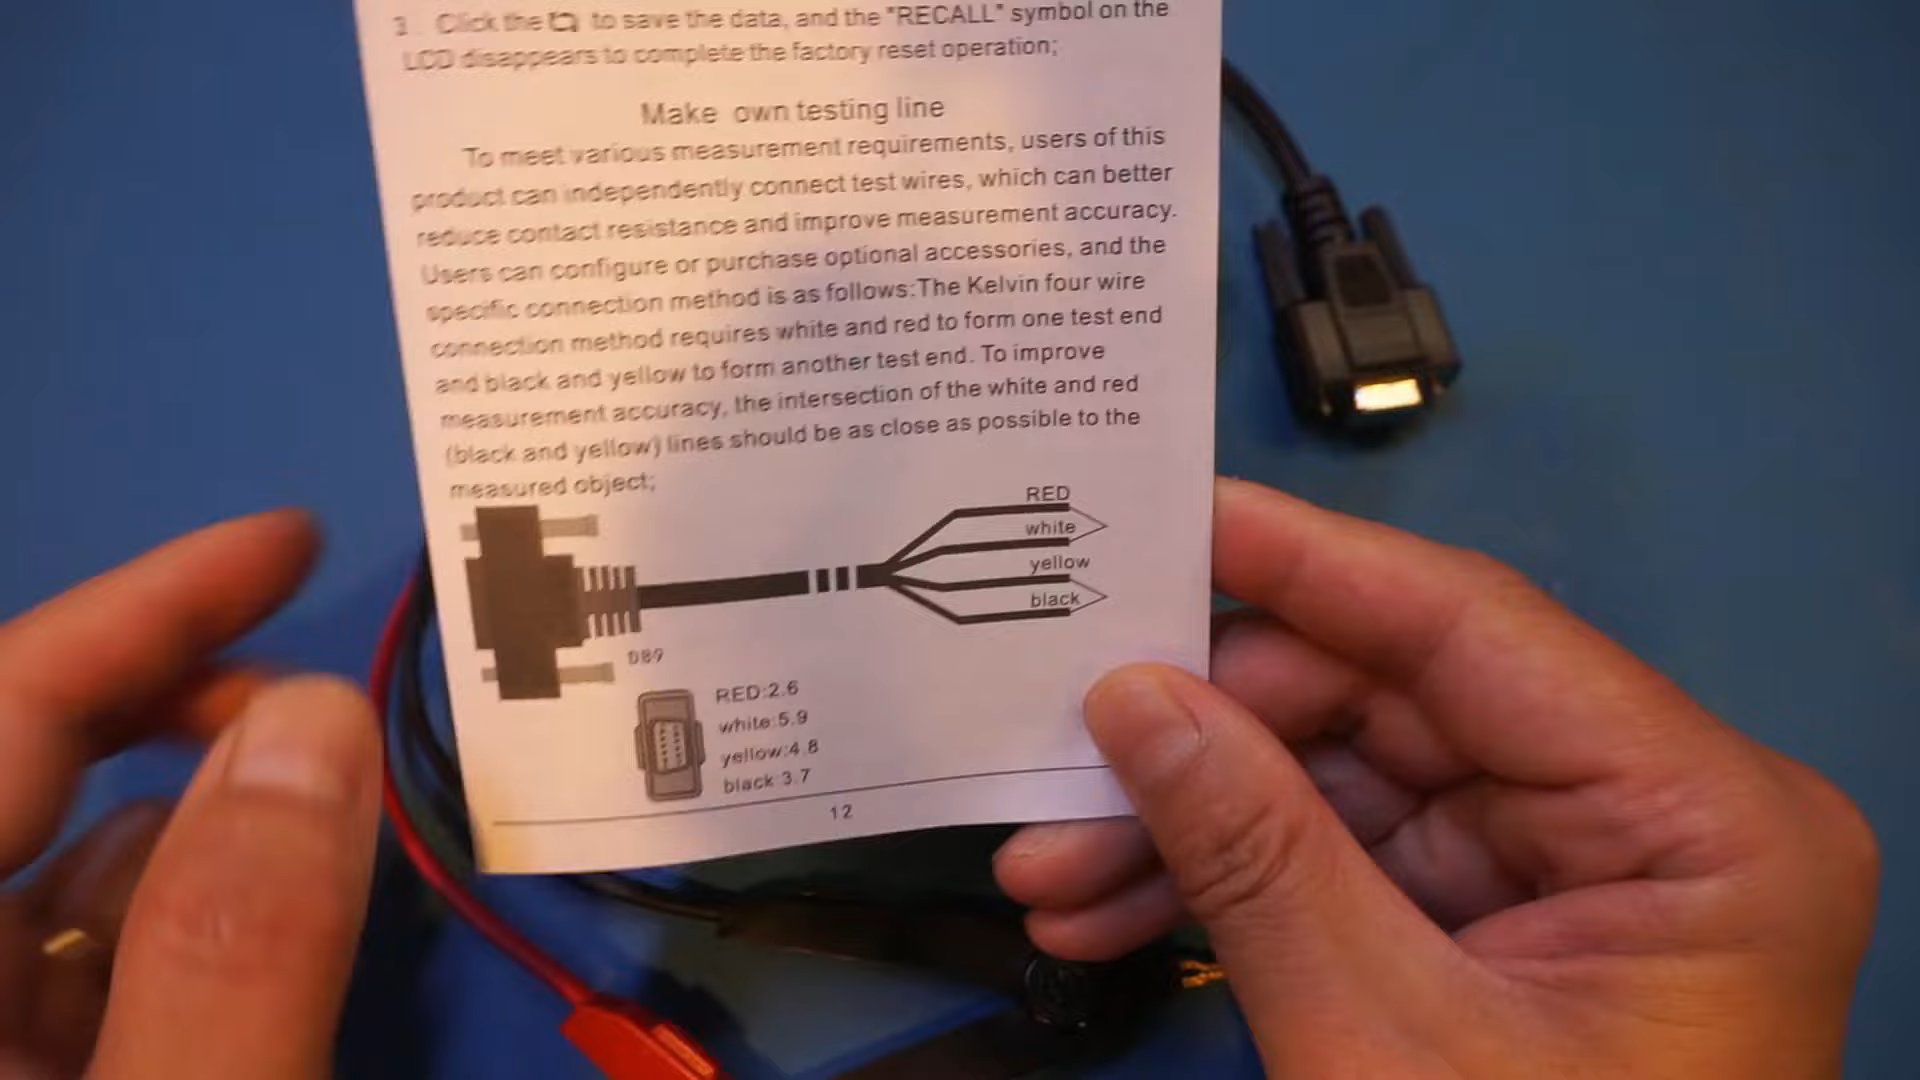 3. Click the to save the data, and the "RECALL" symbol on the
LCD disappears to complete the factory reset operation;
Make own testing line
To meet various measurement requirements, users of this
product can independently connect test wires, which can better
reduce contact resistance and improve measurement accuracy.
Users can configure or purchase optional accessories, and the
specific connection method is as follows:The Kelvin four wire
connection method requires white and red to form one test end
and black and yellow to form another test end. To improve
measurement accuracy, the intersection of the white and red
(black and yellow) lines should be as close as possible to the
measured object;
RED
white
yellow
black
DB9
RED:2.6
white:5.9
yellow:4.8
black:3.7
12